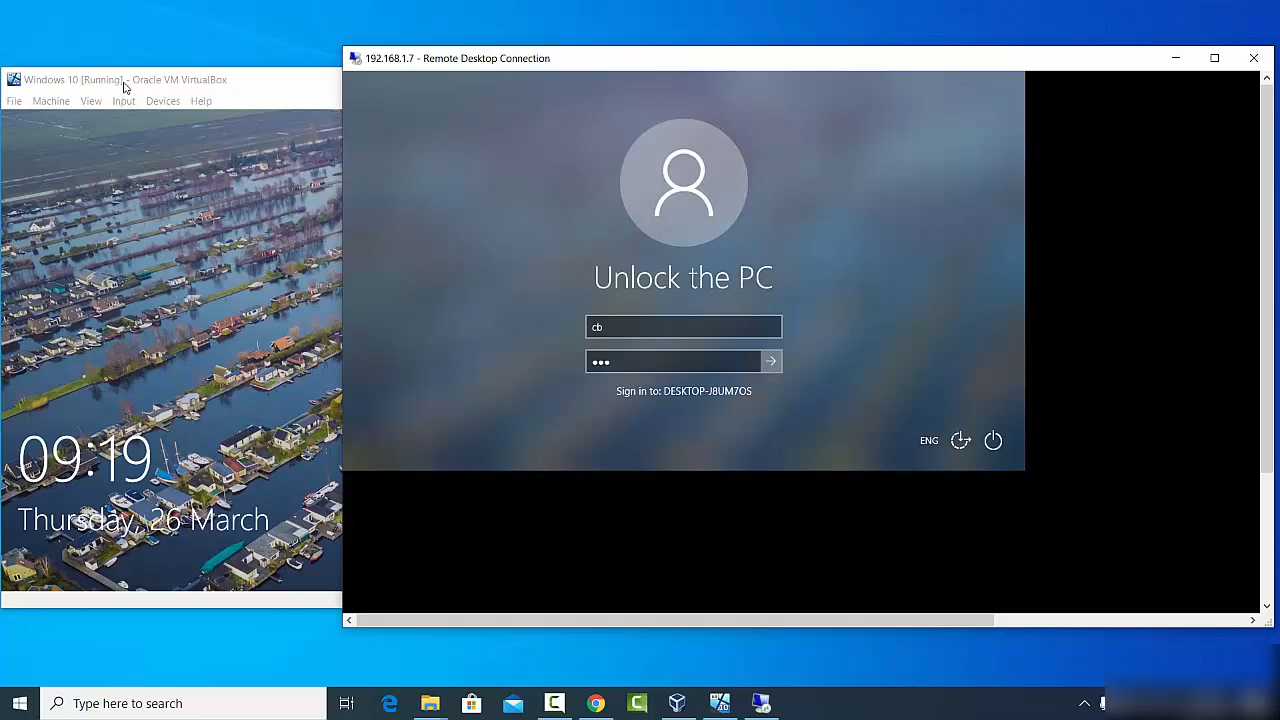 192.168.1.7 - Remote Desktop Connection
Windows 10 [Running] - Oracle VM VirtualBox
File Machine View Input Devices Help
Unlock the PC
cb
Sign in to: DESKTOP-J8UM7OS
ENG
09:19
Thursday, 26 March
Type here to search